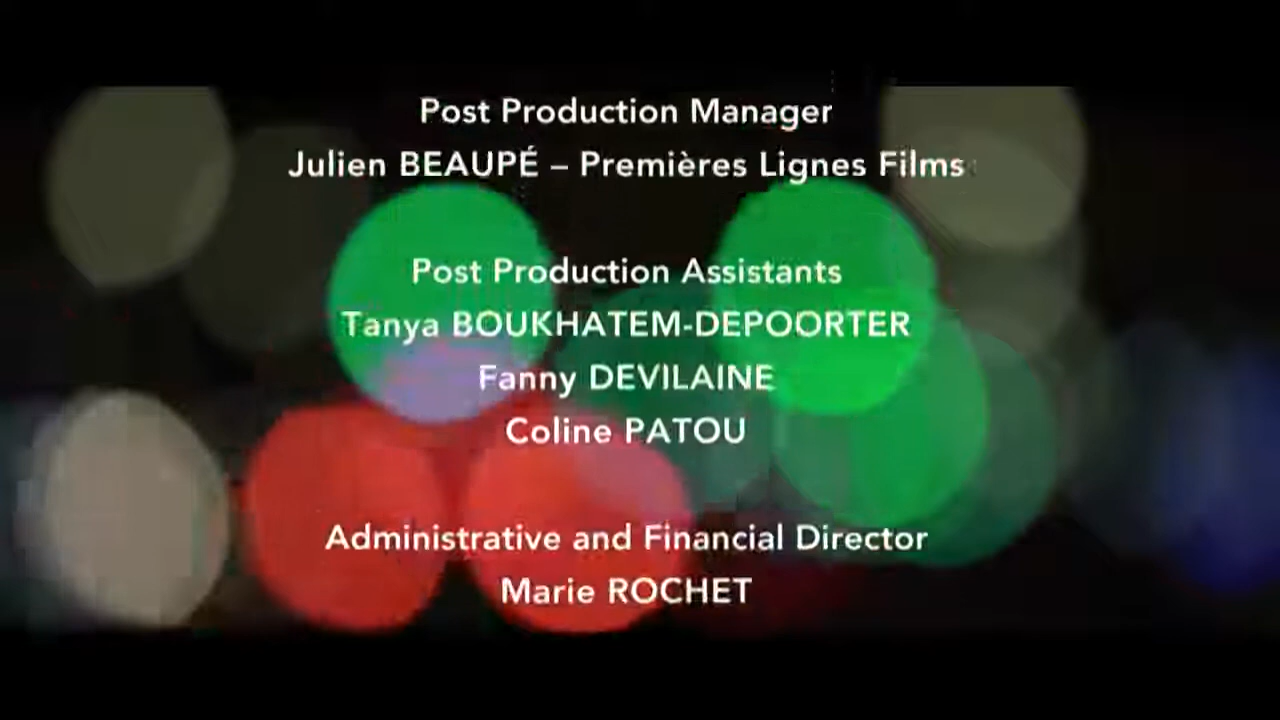 Post Production Manager
Julien BEAUPÉ – Premières Lignes Films
Post Production Assistants
Tanya BOUKHATEM-DEPOORTER
Fanny DEVILAINE
Coline PATOU
Administrative and Financial Director
Marie ROCHET